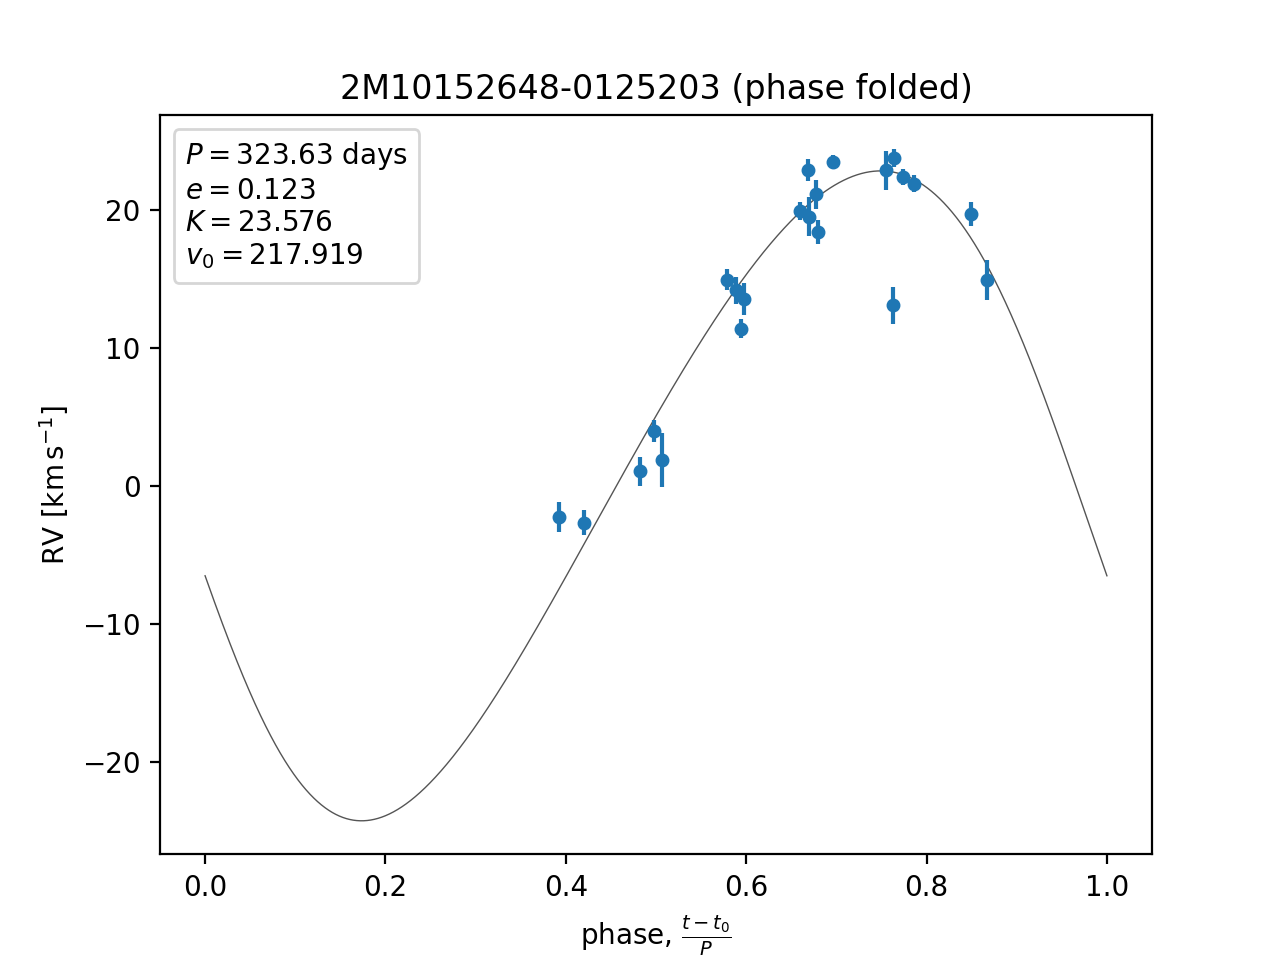 2M10152648-0125203 (phase folded)
P = 323.63 days
e = 0.123
K = 23.576
v₀ = 217.919
20
10
0
−10
−20
RV [km s⁻¹]
0.0 0.2 0.4 0.6 0.8 1.0
phase, (t − t₀)/P